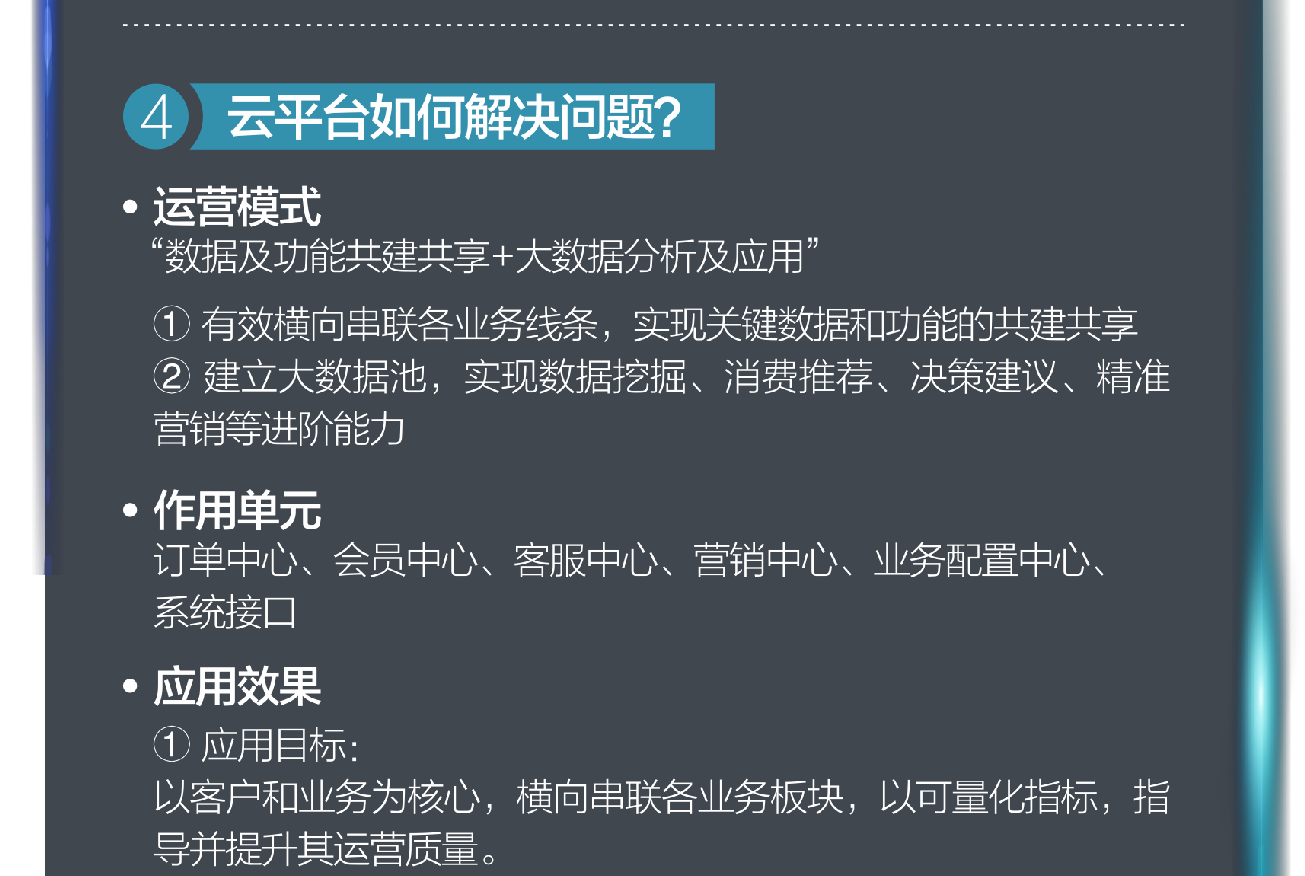 ④ 云平台如何解决问题?
• 运营模式
“数据及功能共建共享+大数据分析及应用”
① 有效横向串联各业务线条，实现关键数据和功能的共建共享
② 建立大数据池，实现数据挖掘、消费推荐、决策建议、精准
营销等进阶能力
• 作用单元
订单中心、会员中心、客服中心、营销中心、业务配置中心、
系统接口
• 应用效果
① 应用目标：
以客户和业务为核心，横向串联各业务板块，以可量化指标，指
导并提升其运营质量。